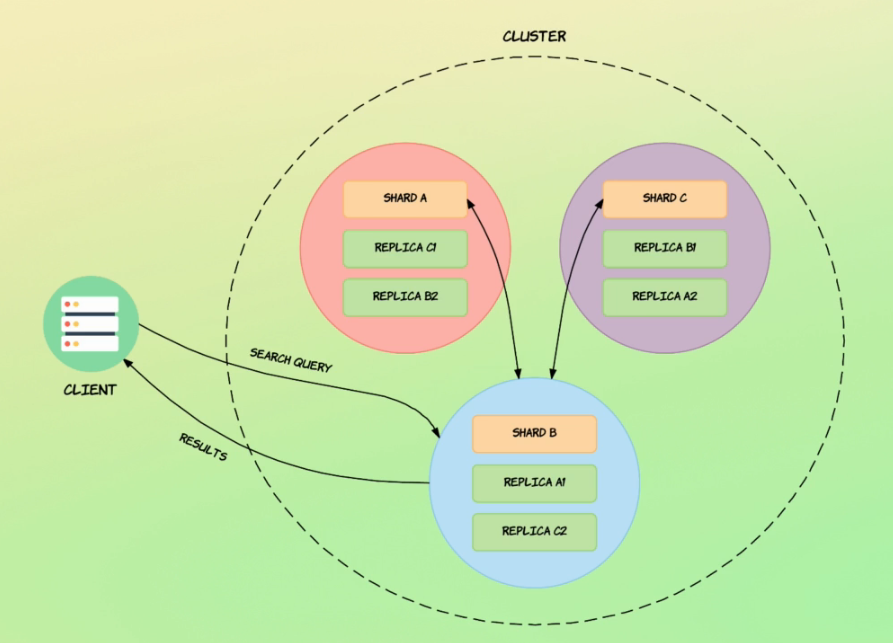 CLUSTER
SHARD A
REPLICA C1
REPLICA B2
SHARD C
REPLICA B1
REPLICA A2
CLIENT
SEARCH QUERY
RESULTS
SHARD B
REPLICA A1
REPLICA C2